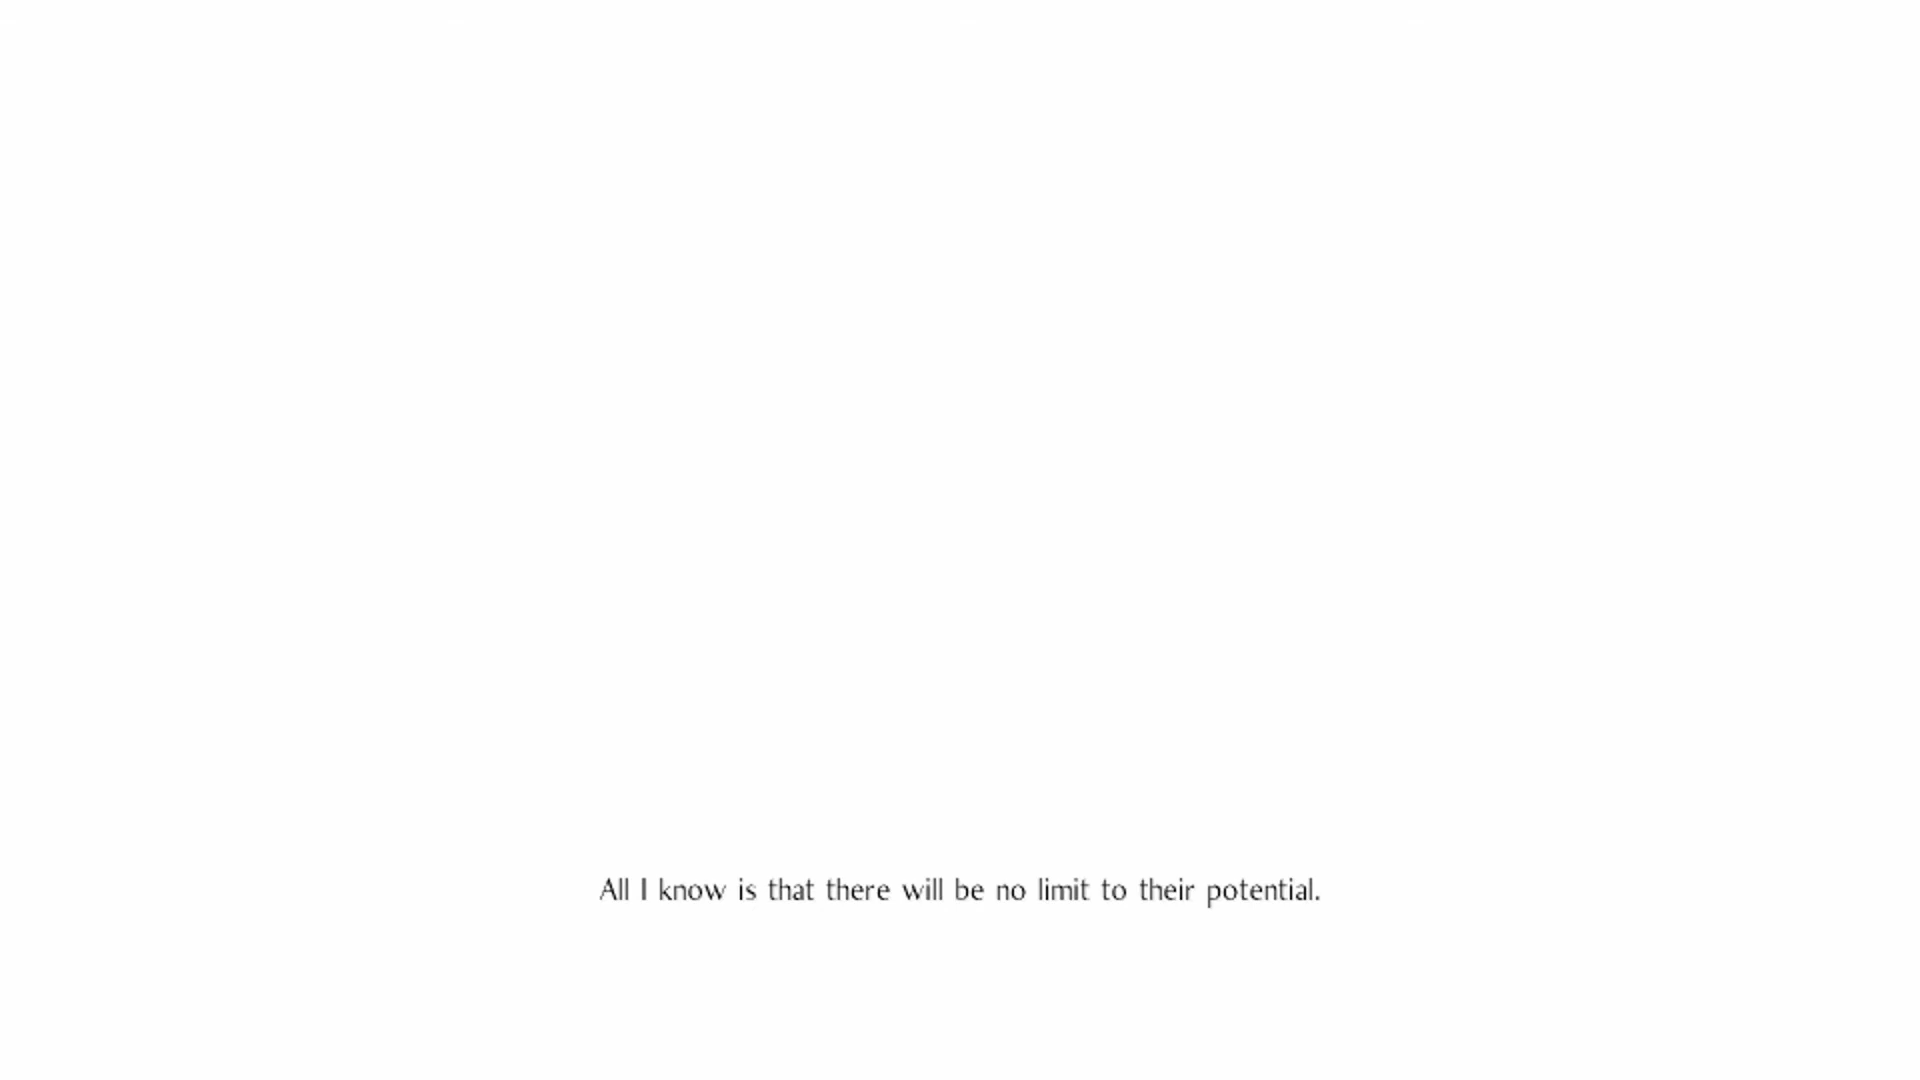 All I know is that there will be no limit to their potential.